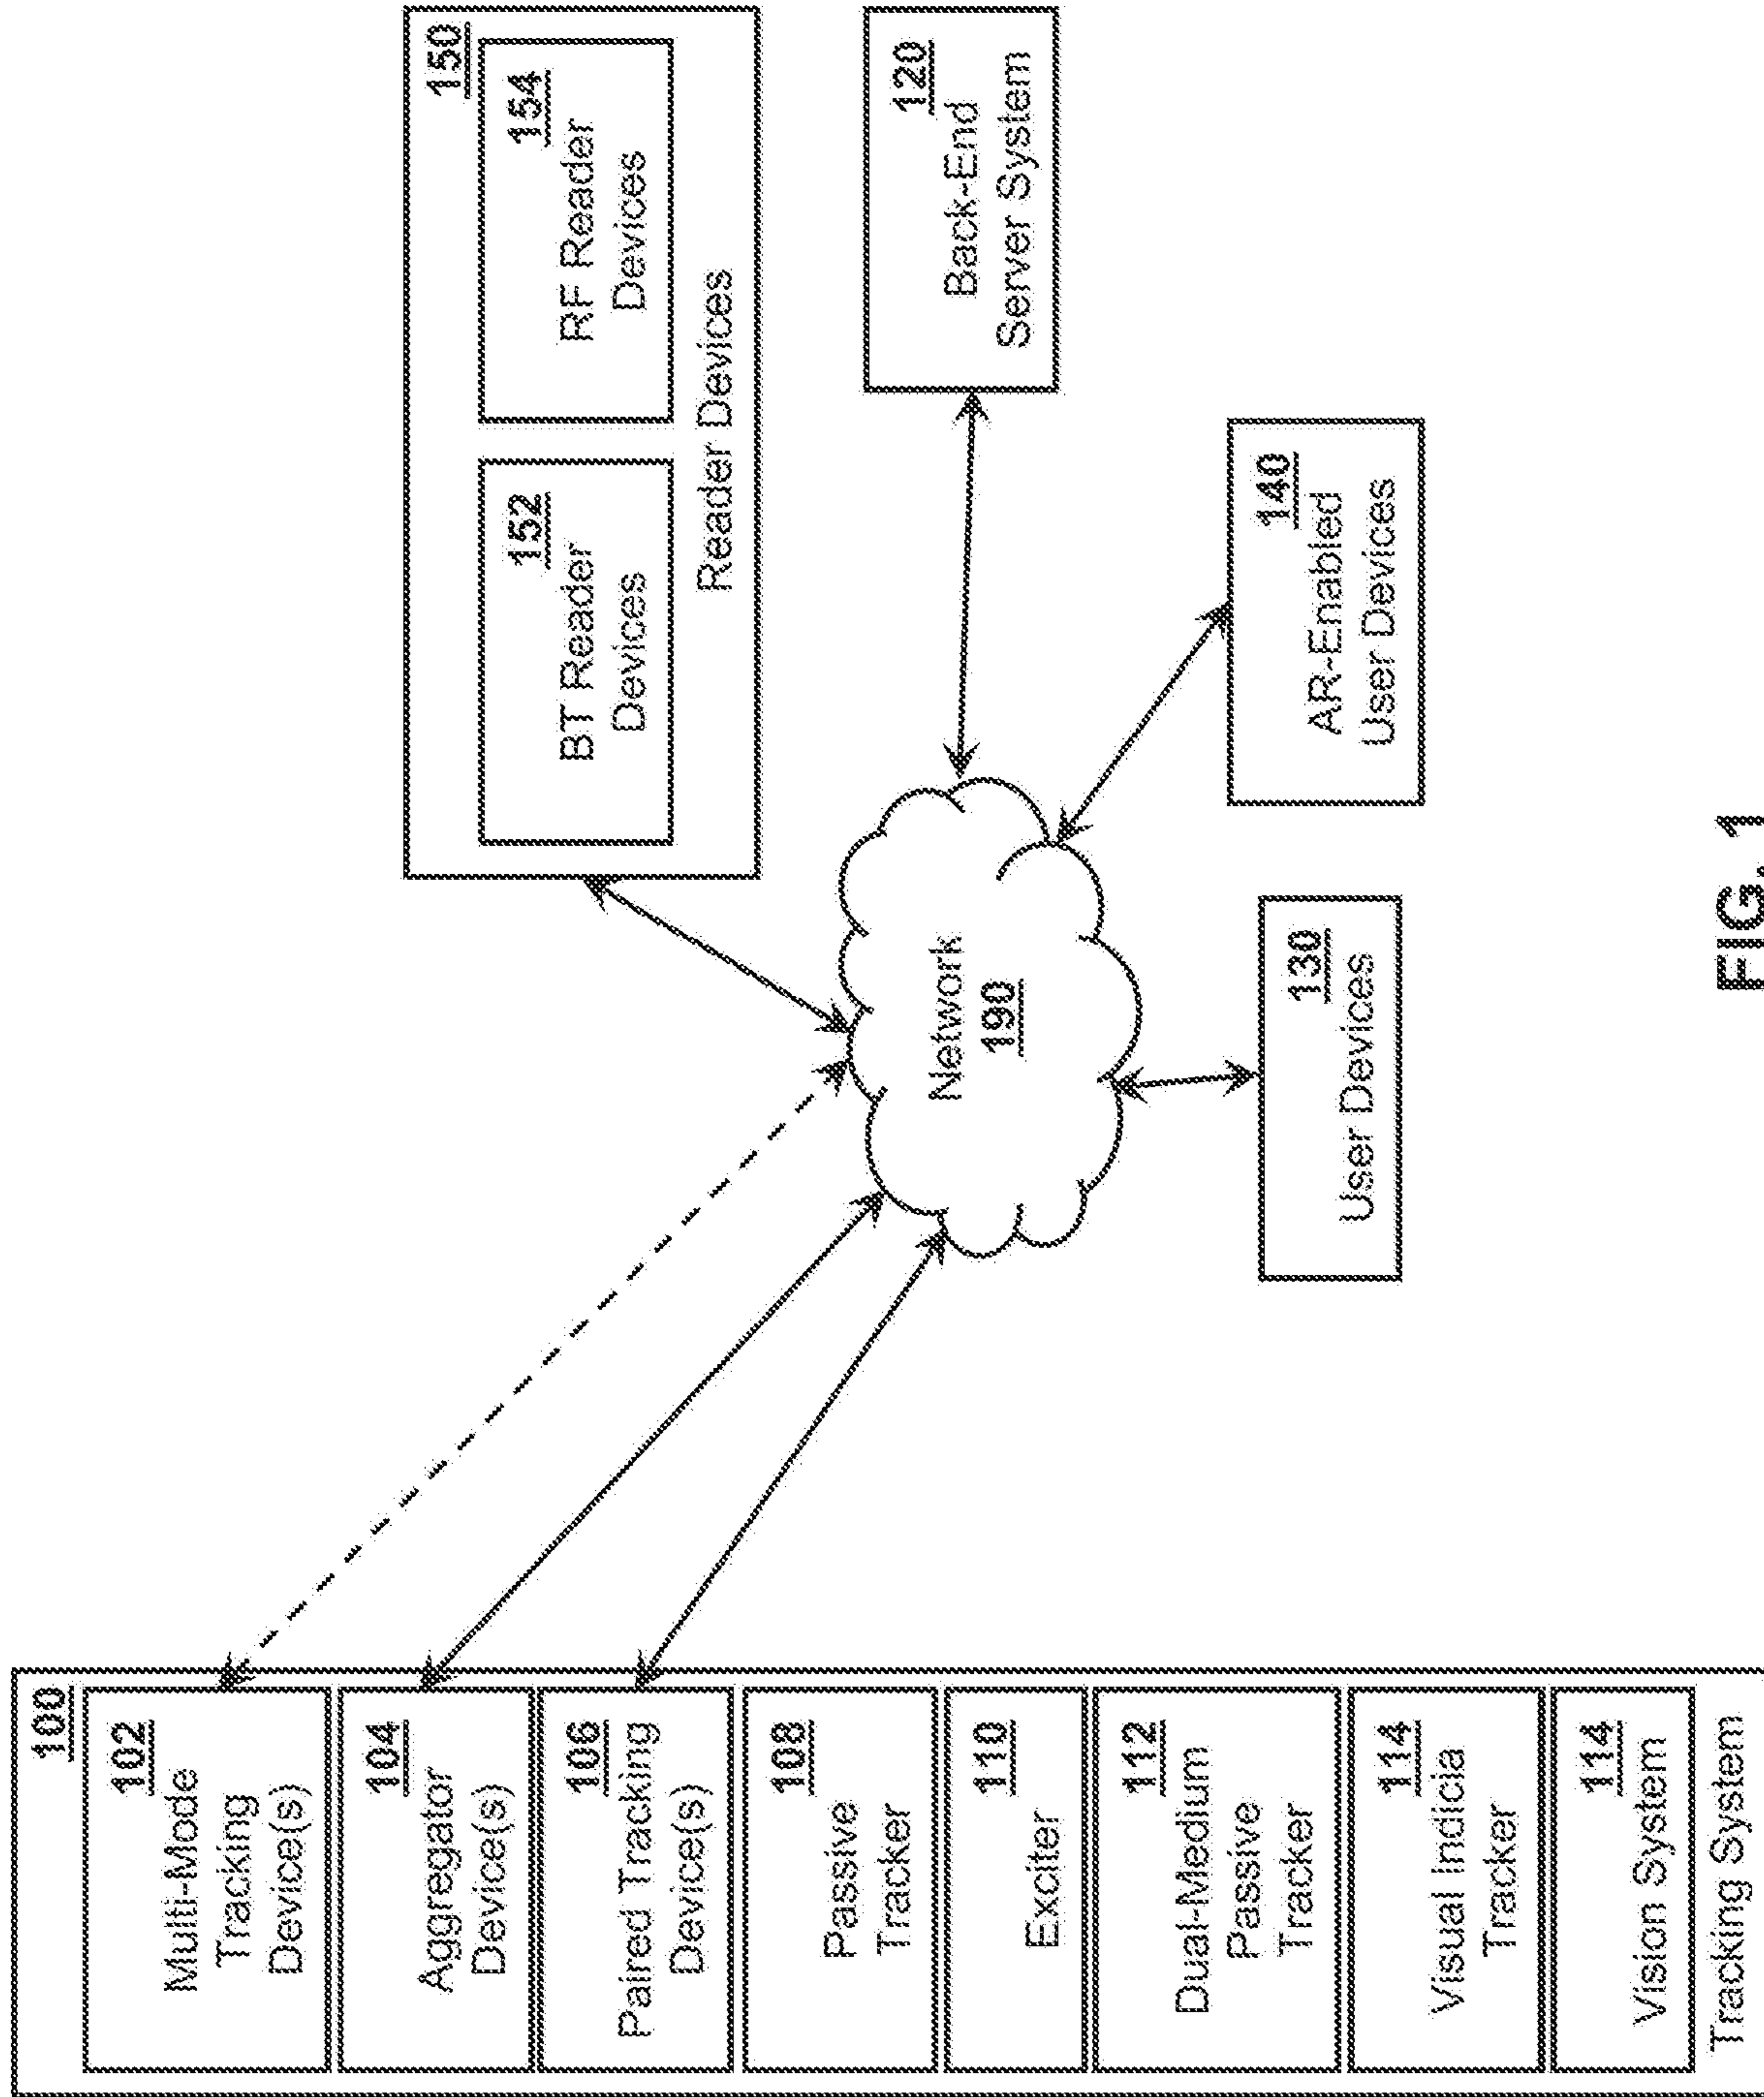 100
102
Multi-Mode
Tracking
Device(s)
104
Aggregator
Device(s)
106
Paired Tracking
Device(s)
108
Passive
Tracker
110
Exciter
112
Dual-Medium
Passive
Tracker
114
Visual Indicia
Tracker
114
Vision System
Tracking System
150
152
BT Reader
Devices
154
RF Reader
Devices
Reader Devices
Network
190
120
Back-End
Server System
130
User Devices
140
AR-Enabled
User Devices
FIG. 1